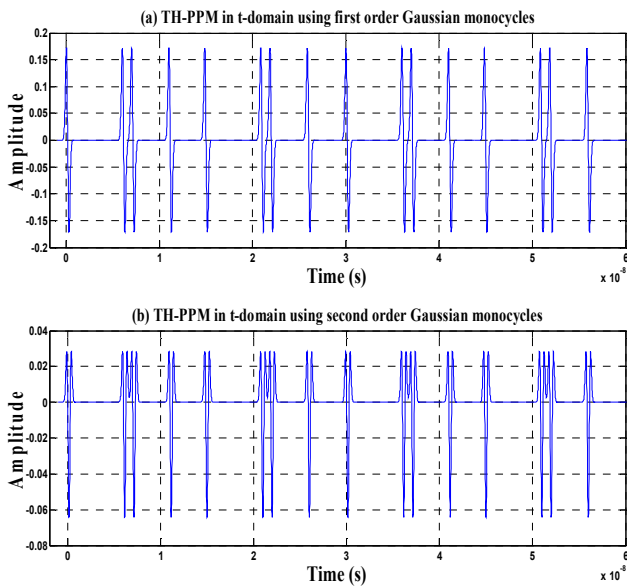 (a) TH-PPM in t-domain using first order Gaussian monocycles
0.2
0.15
0.1
0.05
0
-0.05
-0.1
-0.15
0.2
Amplitude
0 1 2 3 4 5 6
x 10⁻⁸
Time (s)
(b) TH-PPM in t-domain using second order Gaussian monocycles
0.04
0.02
0
-0.02
-0.04
-0.06
-0.08
Amplitude
0 1 2 3 4 5 6
x 10⁻⁸
Time (s)